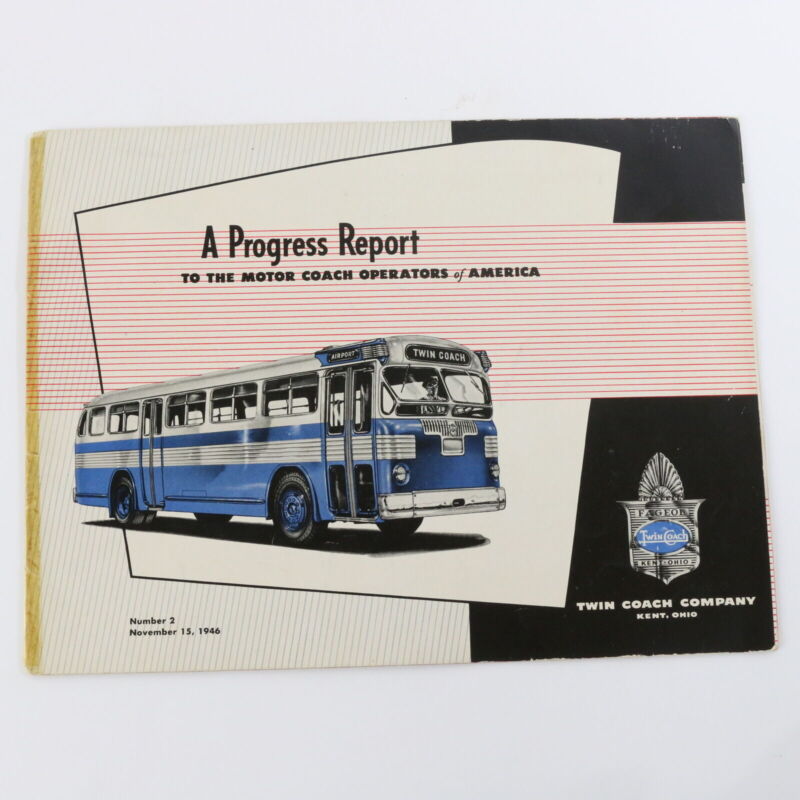 A Progress Report
TO THE MOTOR COACH OPERATORS of AMERICA
AIRPORT
TWIN COACH
FAGEOL
Twin Coach
KENT-OHIO
TWIN COACH COMPANY
KENT, OHIO
Number 2
November 15, 1946